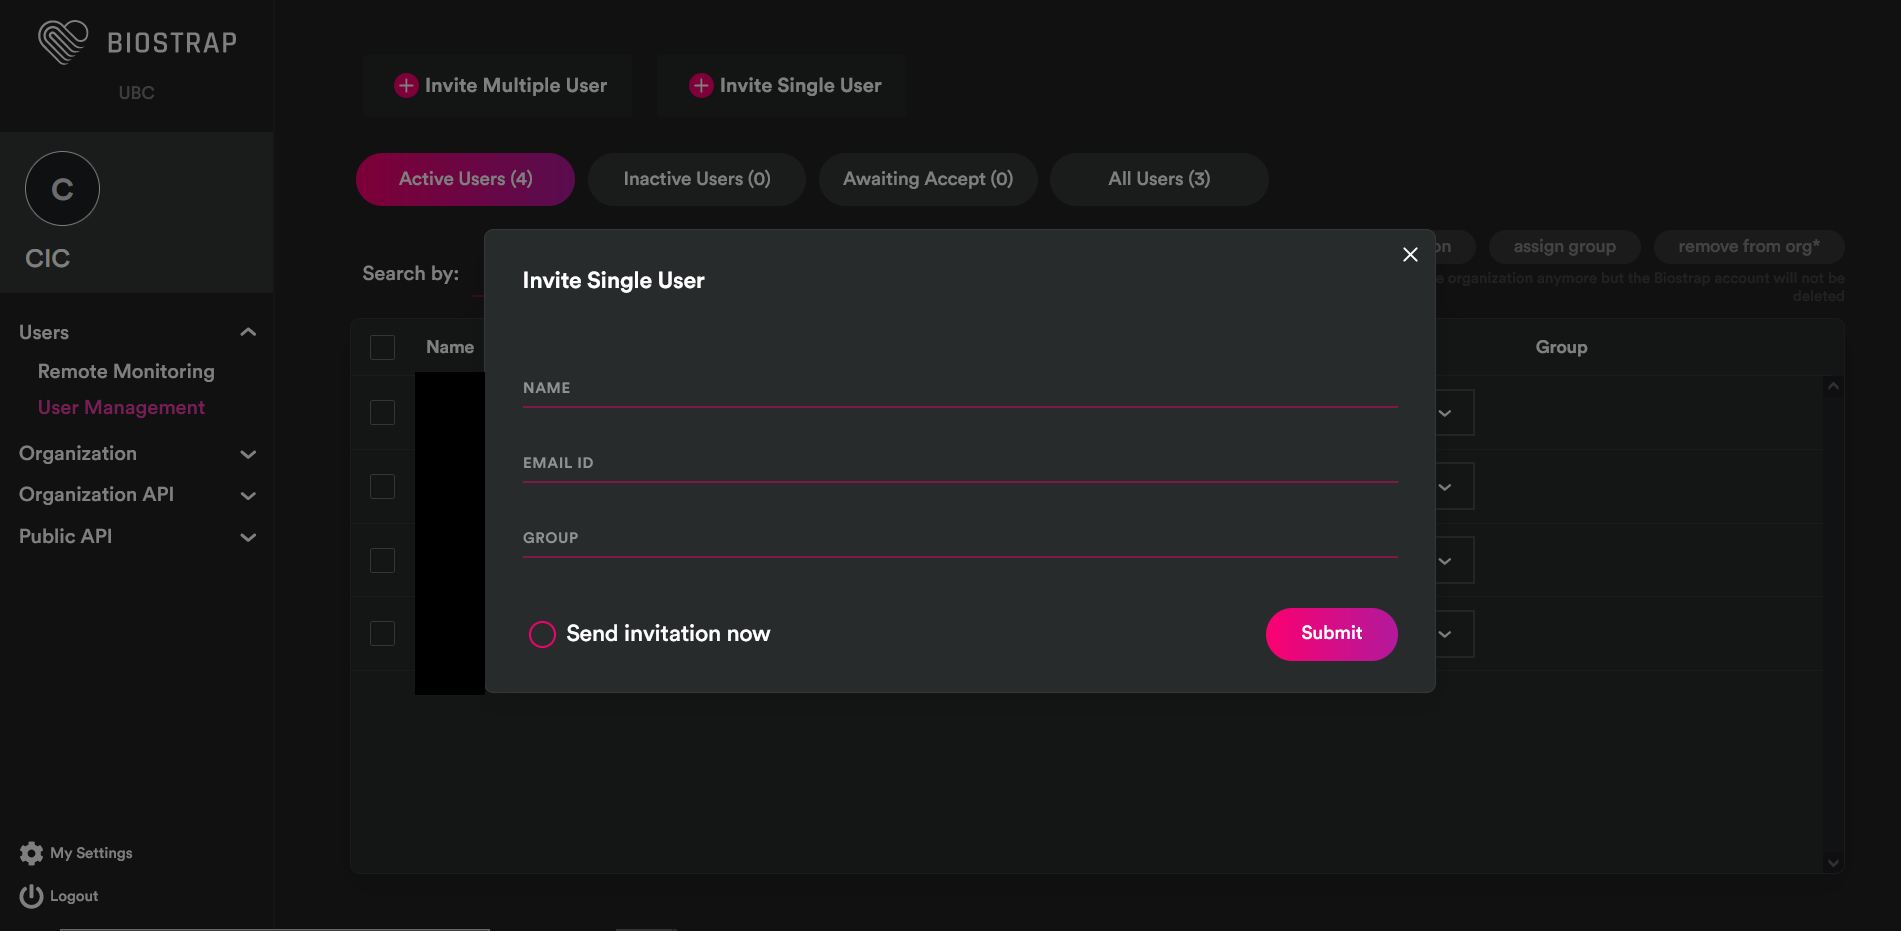 BIOSTRAP
UBC
C
CIC
Users
Remote Monitoring
User Management
Organization
Organization API
Public API
My Settings
Logout
Invite Multiple User
Invite Single User
Active Users (4)
Inactive Users (0)
Awaiting Accept (0)
All Users (3)
Search by:
on
assign group
remove from org*
e organization anymore but the Biostrap account will not be
deleted
Name
Group
Invite Single User
NAME
EMAIL ID
GROUP
Send invitation now
Submit